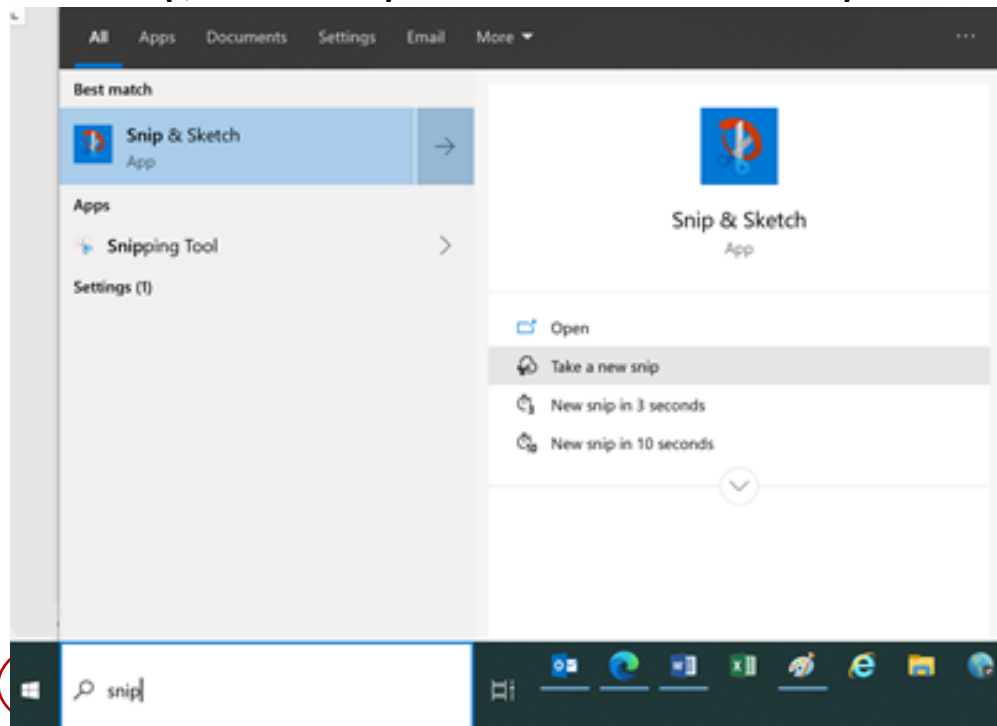 All Apps Documents Settings Email More
Best match
Snip & Sketch
App
Apps
Snipping Tool
Settings (1)
Snip & Sketch
App
Open
Take a new snip
New snip in 3 seconds
New snip in 10 seconds
snip